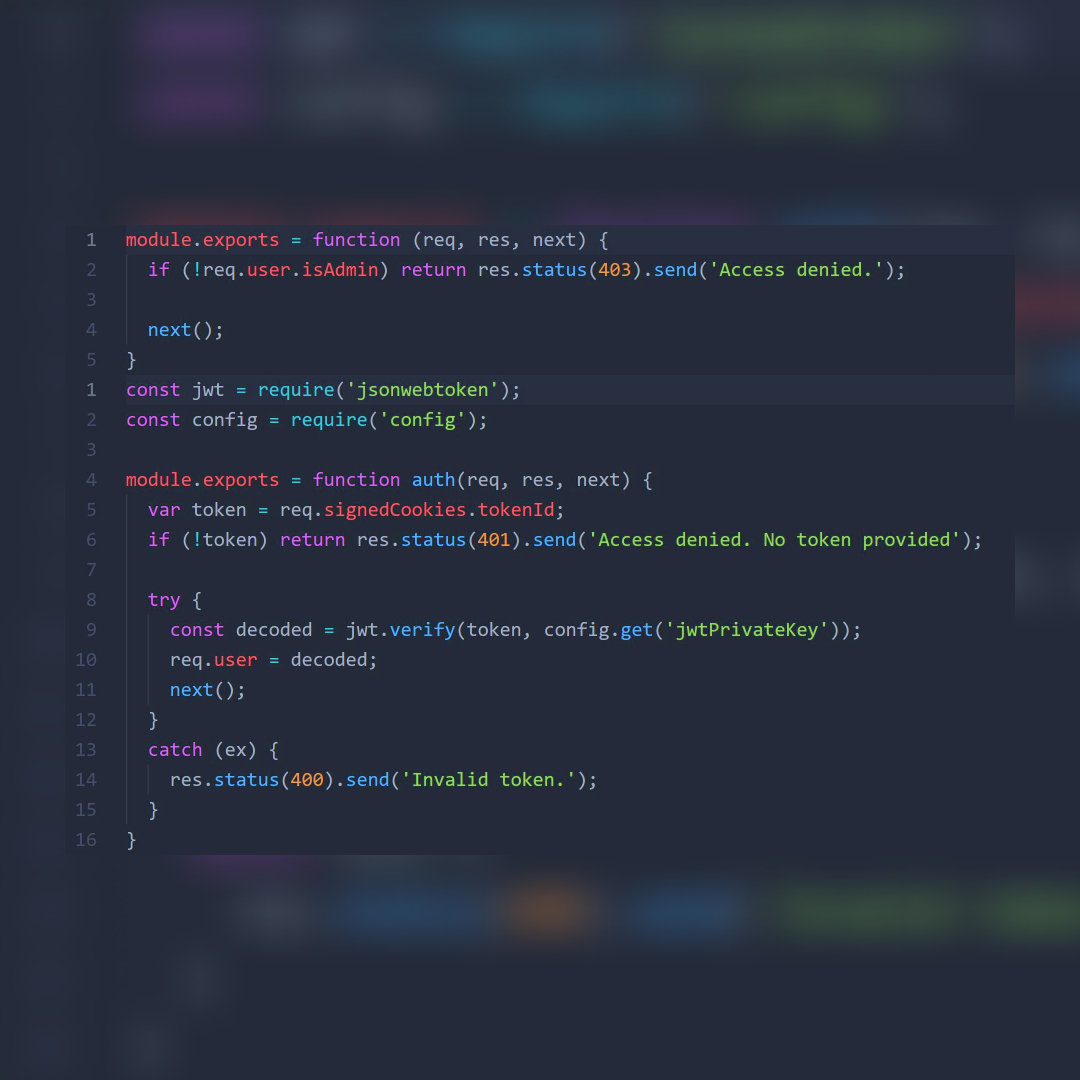 1 module.exports = function (req, res, next) {
2 if (!req.user.isAdmin) return res.status(403).send('Access denied.');
3
4 next();
5 }
1 const jwt = require('jsonwebtoken');
2 const config = require('config');
3
4 module.exports = function auth(req, res, next) {
5 var token = req.signedCookies.tokenId;
6 if (!token) return res.status(401).send('Access denied. No token provided');
7
8 try {
9 const decoded = jwt.verify(token, config.get('jwtPrivateKey'));
10 req.user = decoded;
11 next();
12 }
13 catch (ex) {
14 res.status(400).send('Invalid token.');
15 }
16 }